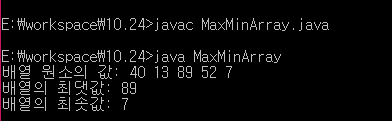 E:₩workspace₩10.24>javac MaxMinArray.java
E:₩workspace₩10.24>java MaxMinArray
배열 원소의 값: 40 13 89 52 7
배열의 최댓값: 89
배열의 최솟값: 7